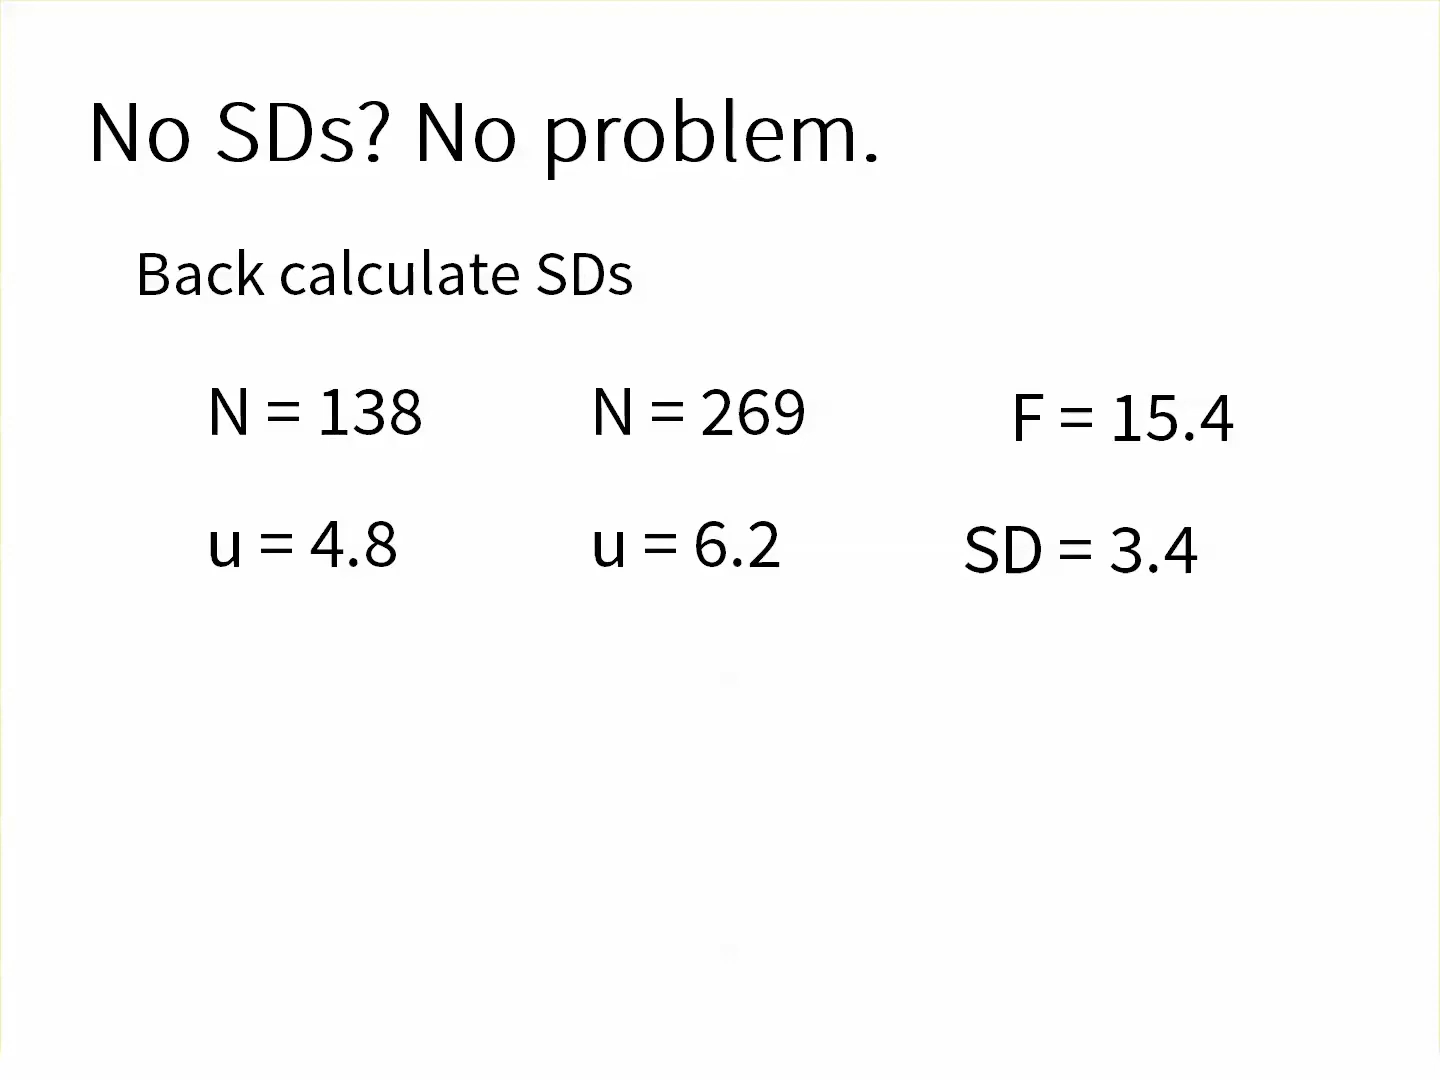 No SDs? No problem.
Back calculate SDs
N = 138 N = 269 F = 15.4
u = 4.8 u = 6.2 SD = 3.4